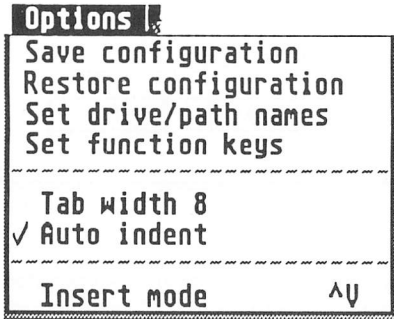 Options
Save configuration
Restore configuration
Set drive/path names
Set function keys
Tab width 8
✓ Auto indent
Insert mode ^V